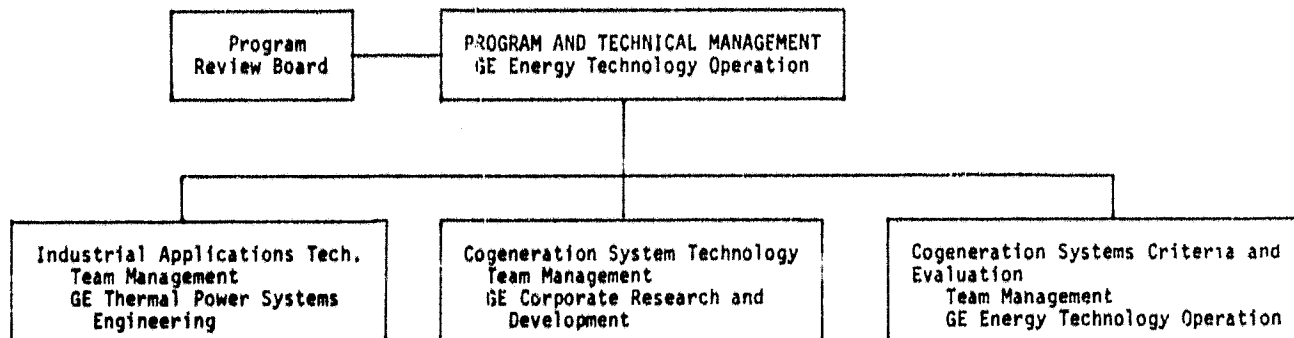 Program
Review Board
PROGRAM AND TECHNICAL MANAGEMENT
GE Energy Technology Operation
Industrial Applications Tech.
Team Management
GE Thermal Power Systems
Engineering
Cogeneration System Technology
Team Management
GE Corporate Research and
Development
Cogeneration Systems Criteria and
Evaluation
Team Management
GE Energy Technology Operation